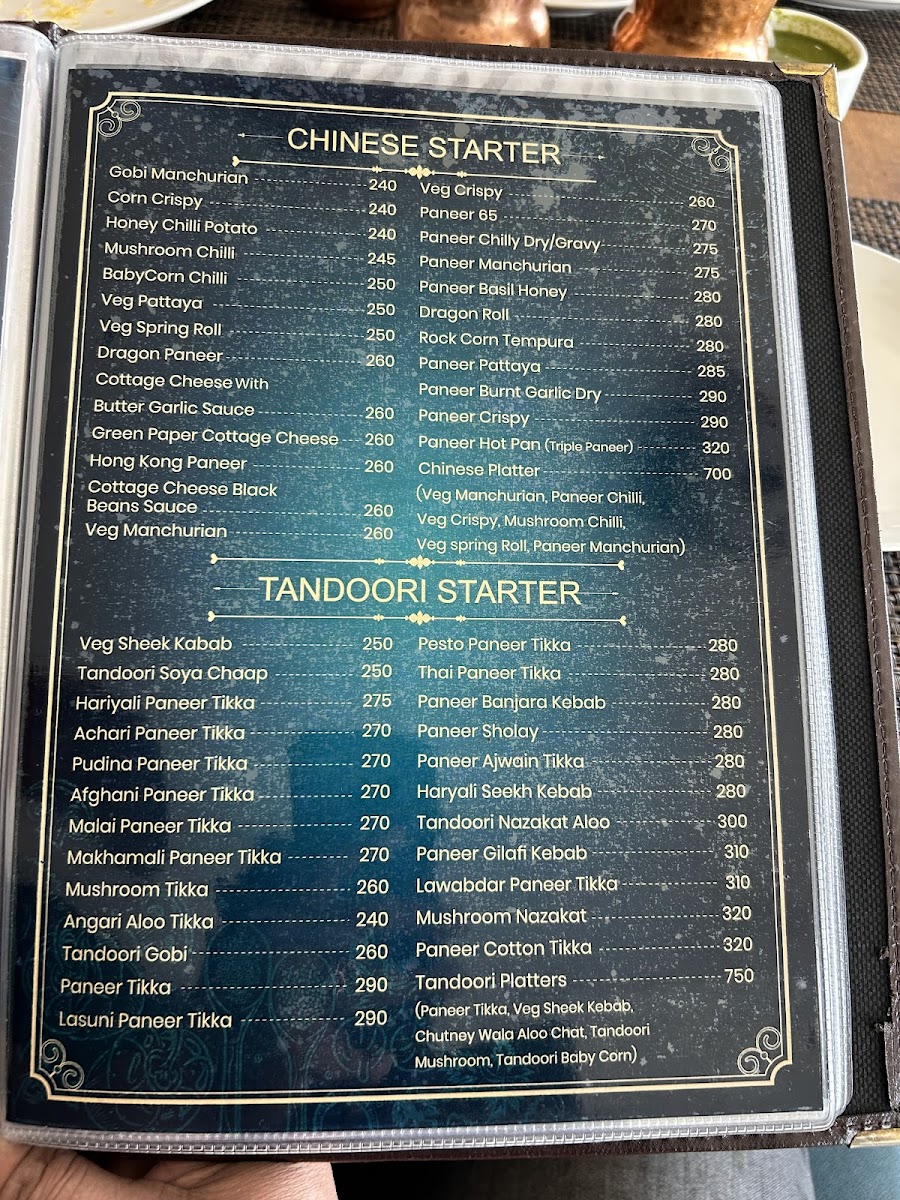 CHINESE STARTER
Gobi Manchurian 240
Corn Crispy 240
Honey Chilli Potato 240
Mushroom Chilli 245
BabyCorn Chilli 250
Veg Pattaya 250
Veg Spring Roll 250
Dragon Paneer 260
Cottage Cheese With
Butter Garlic Sauce 260
Green Paper Cottage Cheese 260
Hong Kong Paneer 260
Cottage Cheese Black
Beans Sauce 260
Veg Manchurian 260
Veg Crispy 260
Paneer 65 270
Paneer Chilly Dry/Gravy 275
Paneer Manchurian 275
Paneer Basil Honey 280
Dragon Roll 280
Rock Corn Tempura 280
Paneer Pattaya 285
Paneer Burnt Garlic Dry 290
Paneer Crispy 290
Paneer Hot Pan (Triple Paneer) 320
Chinese Platter 700
(Veg Manchurian, Paneer Chilli,
Veg Crispy, Mushroom Chilli,
Veg spring Roll, Paneer Manchurian)
TANDOORI STARTER
Veg Sheek Kabab 250
Tandoori Soya Chaap 250
Hariyali Paneer Tikka 275
Achari Paneer Tikka 270
Pudina Paneer Tikka 270
Afghani Paneer Tikka 270
Malai Paneer Tikka 270
Makhamali Paneer Tikka 270
Mushroom Tikka 260
Angari Aloo Tikka 240
Tandoori Gobi 260
Paneer Tikka 290
Lasuni Paneer Tikka 290
Pesto Paneer Tikka 280
Thai Paneer Tikka 280
Paneer Banjara Kebab 280
Paneer Sholay 280
Paneer Ajwain Tikka 280
Haryali Seekh Kebab 280
Tandoori Nazakat Aloo 300
Paneer Gilafi Kebab 310
Lawabdar Paneer Tikka 310
Mushroom Nazakat 320
Paneer Cotton Tikka 320
Tandoori Platters 750
(Paneer Tikka, Veg Sheek Kebab,
Chutney Wala Aloo Chat, Tandoori
Mushroom, Tandoori Baby Corn)